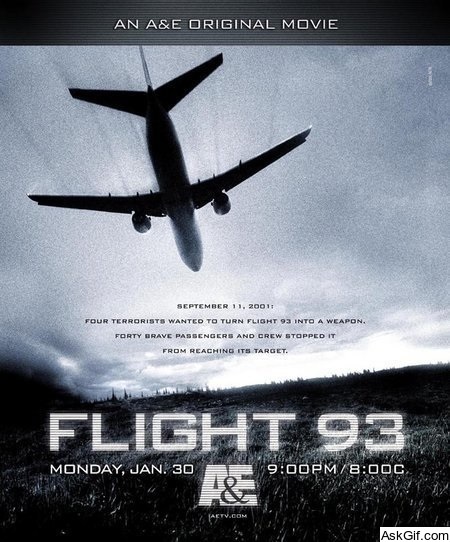 AN A&E ORIGINAL MOVIE
SEPTEMBER 11, 2001:
FOUR TERRORISTS WANTED TO TURN FLIGHT 93 INTO A WEAPON.
FORTY BRAVE PASSENGERS AND CREW STOPPED IT
FROM REACHING ITS TARGET.
FLIGHT 93
MONDAY, JAN. 30 A&E 9:00PM/8:00C
AETV.COM
AskGif.com